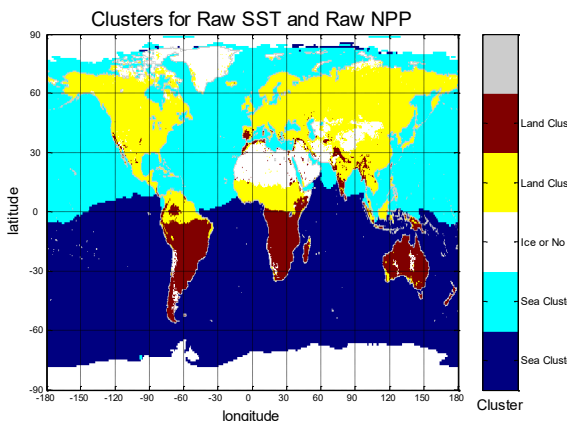 Clusters for Raw SST and Raw NPP
90
60
30
0
-30
-60
-90
latitude
-180 -150 -120 -90 -60 -30 0 30 60 90 120 150 180
longitude
Land Clus
Land Clus
Ice or No
Sea Cluste
Sea Cluste
Cluster